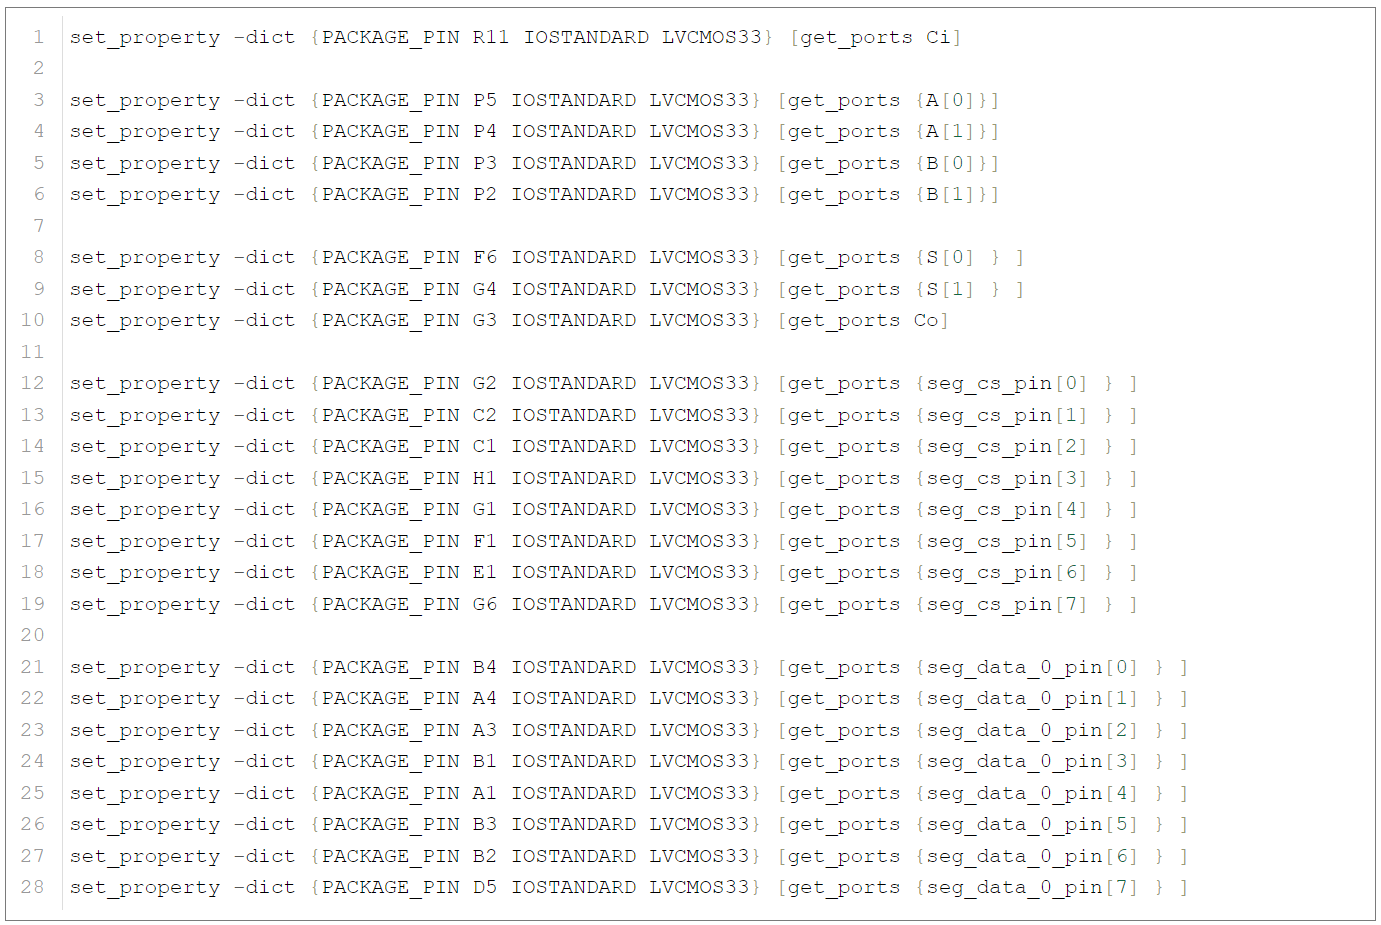 1 set_property -dict {PACKAGE_PIN R11 IOSTANDARD LVCMOS33} [get_ports Ci]
2
3 set_property -dict {PACKAGE_PIN P5 IOSTANDARD LVCMOS33} [get_ports {A[0]}]
4 set_property -dict {PACKAGE_PIN P4 IOSTANDARD LVCMOS33} [get_ports {A[1]}]
5 set_property -dict {PACKAGE_PIN P3 IOSTANDARD LVCMOS33} [get_ports {B[0]}]
6 set_property -dict {PACKAGE_PIN P2 IOSTANDARD LVCMOS33} [get_ports {B[1]}]
7
8 set_property -dict {PACKAGE_PIN F6 IOSTANDARD LVCMOS33} [get_ports {S[0] } ]
9 set_property -dict {PACKAGE_PIN G4 IOSTANDARD LVCMOS33} [get_ports {S[1] } ]
10 set_property -dict {PACKAGE_PIN G3 IOSTANDARD LVCMOS33} [get_ports Co]
11
12 set_property -dict {PACKAGE_PIN G2 IOSTANDARD LVCMOS33} [get_ports {seg_cs_pin[0] } ]
13 set_property -dict {PACKAGE_PIN C2 IOSTANDARD LVCMOS33} [get_ports {seg_cs_pin[1] } ]
14 set_property -dict {PACKAGE_PIN C1 IOSTANDARD LVCMOS33} [get_ports {seg_cs_pin[2] } ]
15 set_property -dict {PACKAGE_PIN H1 IOSTANDARD LVCMOS33} [get_ports {seg_cs_pin[3] } ]
16 set_property -dict {PACKAGE_PIN G1 IOSTANDARD LVCMOS33} [get_ports {seg_cs_pin[4] } ]
17 set_property -dict {PACKAGE_PIN F1 IOSTANDARD LVCMOS33} [get_ports {seg_cs_pin[5] } ]
18 set_property -dict {PACKAGE_PIN E1 IOSTANDARD LVCMOS33} [get_ports {seg_cs_pin[6] } ]
19 set_property -dict {PACKAGE_PIN G6 IOSTANDARD LVCMOS33} [get_ports {seg_cs_pin[7] } ]
20
21 set_property -dict {PACKAGE_PIN B4 IOSTANDARD LVCMOS33} [get_ports {seg_data_0_pin[0] } ]
22 set_property -dict {PACKAGE_PIN A4 IOSTANDARD LVCMOS33} [get_ports {seg_data_0_pin[1] } ]
23 set_property -dict {PACKAGE_PIN A3 IOSTANDARD LVCMOS33} [get_ports {seg_data_0_pin[2] } ]
24 set_property -dict {PACKAGE_PIN B1 IOSTANDARD LVCMOS33} [get_ports {seg_data_0_pin[3] } ]
25 set_property -dict {PACKAGE_PIN A1 IOSTANDARD LVCMOS33} [get_ports {seg_data_0_pin[4] } ]
26 set_property -dict {PACKAGE_PIN B3 IOSTANDARD LVCMOS33} [get_ports {seg_data_0_pin[5] } ]
27 set_property -dict {PACKAGE_PIN B2 IOSTANDARD LVCMOS33} [get_ports {seg_data_0_pin[6] } ]
28 set_property -dict {PACKAGE_PIN D5 IOSTANDARD LVCMOS33} [get_ports {seg_data_0_pin[7] } ]